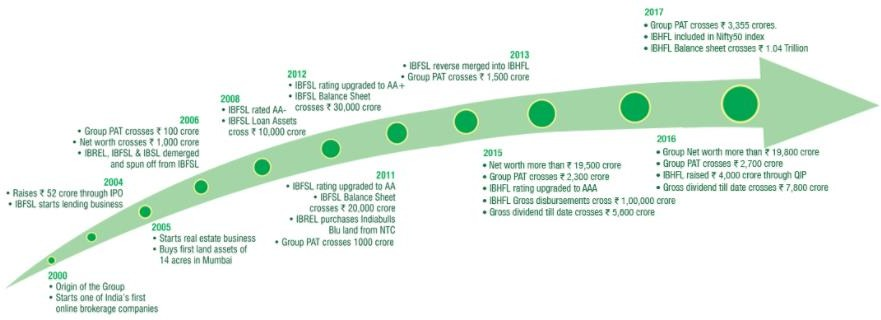 2000
• Origin of the Group
• Starts one of India's first
online brokerage companies
2004
• Raises ₹ 52 crore through IPO
• IBFSL starts lending business
2005
• Starts real estate business
• Buys first land assets of
14 acres in Mumbai
2006
• Group PAT crosses ₹ 100 crore
• Net worth crosses ₹ 1,000 crore
• IBREL, IBFSL & IBSL demerged
and spun off from IBFSL
2008
• IBFSL rated AA-
• IBFSL Loan Assets
cross ₹ 10,000 crore
2011
• IBFSL rating upgraded to AA
• IBFSL Balance Sheet
crosses ₹ 20,000 crore
• IBREL purchases Indiabulls
Blu land from NTC
• Group PAT crosses 1000 crore
2012
• IBFSL rating upgraded to AA+
• IBFSL Balance Sheet
crosses ₹ 30,000 crore
2013
• IBFSL reverse merged into IBHFL
• Group PAT crosses ₹ 1,500 crore
2015
• Net worth more than ₹ 19,500 crore
• Group PAT crosses ₹ 2,300 crore
• IBHFL rating upgraded to AAA
• IBHFL Gross disbursements cross ₹ 1,00,000 crore
• Gross dividend till date crosses ₹ 5,600 crore
2016
• Group Net worth more than ₹ 19,800 crore
• Group PAT crosses ₹ 2,700 crore
• IBHFL raised ₹ 4,000 crore through QIP
• Gross dividend till date crosses ₹ 7,800 crore
2017
• Group PAT crosses ₹ 3,355 crores.
• IBHFL included in Nifty50 index
• IBHFL Balance sheet crosses ₹ 1.04 Trillion